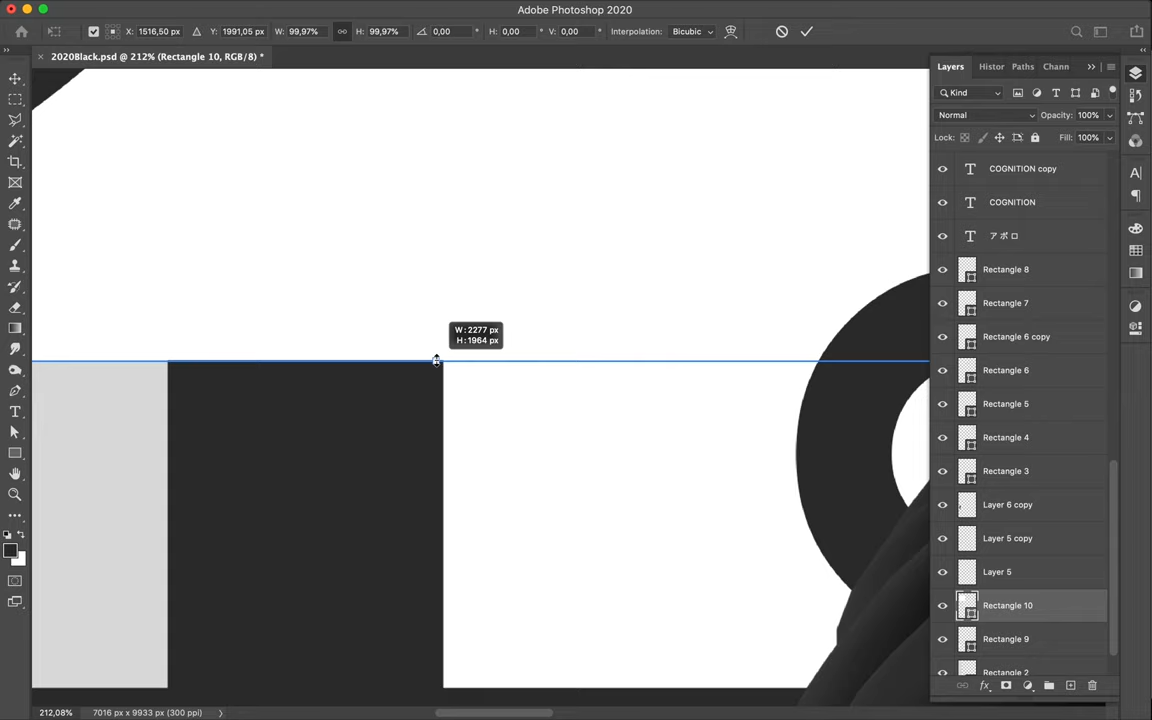 Adobe Photoshop 2020
X: 1516,50 px Y: 1991,05 px W: 99,97% H: 99,97% 0,00 ° H: 0,00 ° V: 0,00 ° Interpolation: Bicubic
2020Black.psd @ 212% (Rectangle 10, RGB/8) *
Layers Histor Paths Chann
Kind
Normal Opacity: 100%
Lock: Fill: 100%
COGNITION copy
COGNITION
アポロ
Rectangle 8
Rectangle 7
Rectangle 6 copy
Rectangle 6
Rectangle 5
Rectangle 4
Rectangle 3
Layer 6 copy
Layer 5 copy
Layer 5
Rectangle 10
Rectangle 9
Rectangle 2
W: 2277 px
H: 1964 px
212,08% 7016 px x 9933 px (300 ppi)